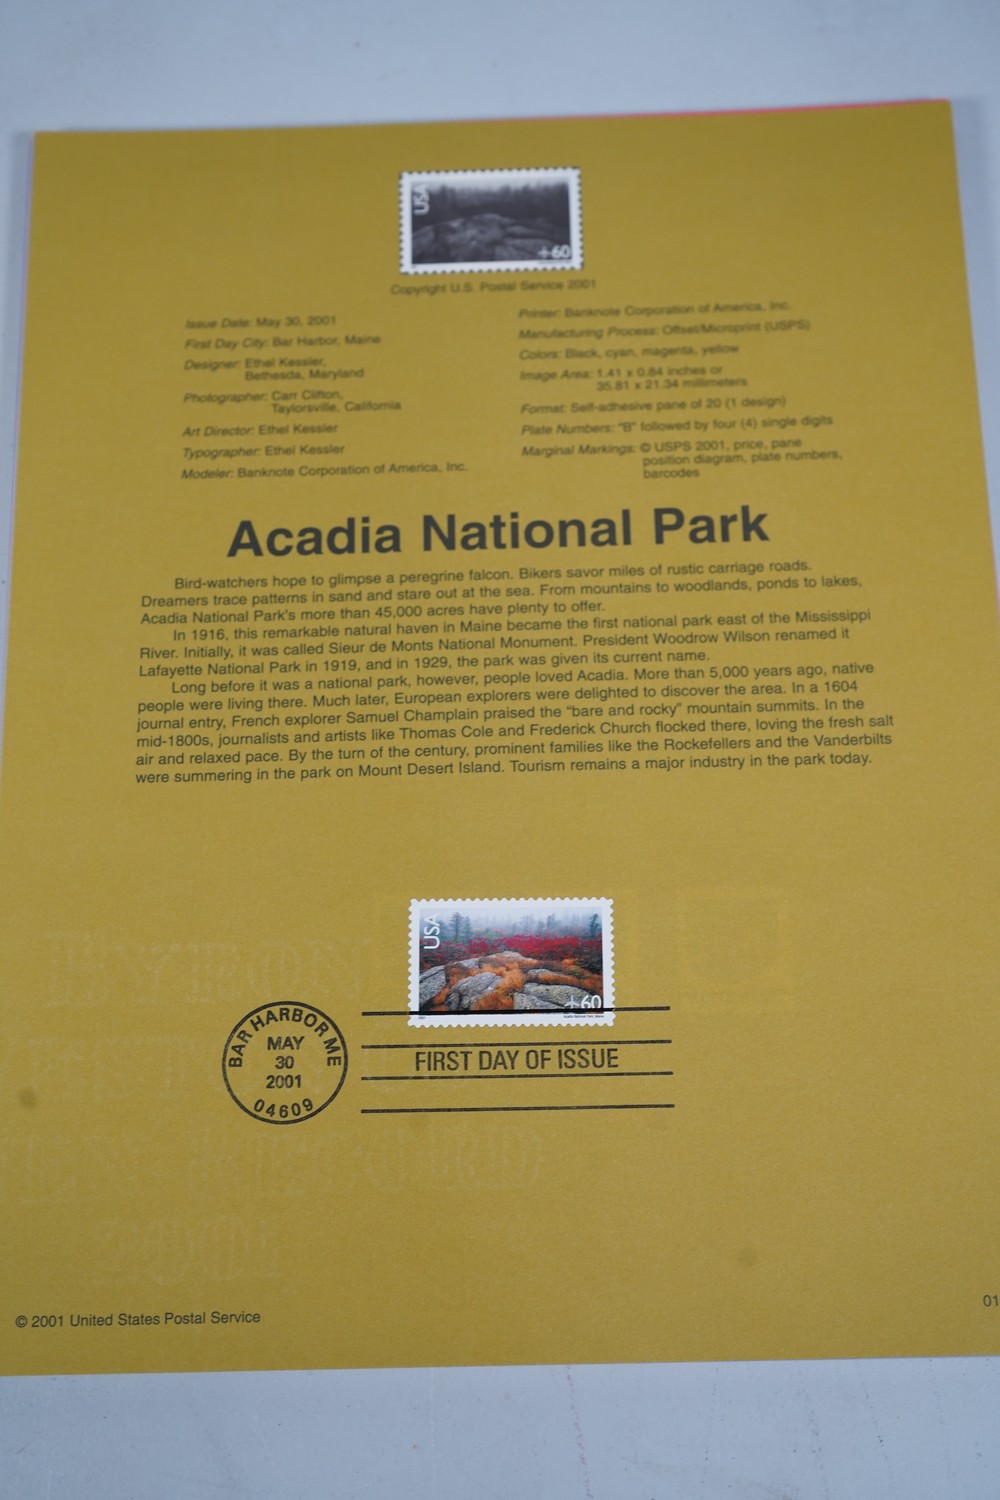 USA
+60
Copyright U.S. Postal Service 2001
Issue Date: May 30, 2001
First Day City: Bar Harbor, Maine
Designer: Ethel Kessler,
Bethesda, Maryland
Photographer: Carr Clifton,
Taylorsville, California
Art Director: Ethel Kessler
Typographer: Ethel Kessler
Modeler: Banknote Corporation of America, Inc.
Printer: Banknote Corporation of America, Inc.
Manufacturing Process: Offset/Microprint (USPS)
Colors: Black, cyan, magenta, yellow
Image Area: 1.41 x 0.84 inches or
35.81 x 21.34 millimeters
Format: Self-adhesive pane of 20 (1 design)
Plate Numbers: "B" followed by four (4) single digits
Marginal Markings: © USPS 2001, price, pane
position diagram, plate numbers,
barcodes
Acadia National Park
Bird-watchers hope to glimpse a peregrine falcon. Bikers savor miles of rustic carriage roads.
Dreamers trace patterns in sand and stare out at the sea. From mountains to woodlands, ponds to lakes,
Acadia National Park's more than 45,000 acres have plenty to offer.
In 1916, this remarkable natural haven in Maine became the first national park east of the Mississippi
River. Initially, it was called Sieur de Monts National Monument. President Woodrow Wilson renamed it
Lafayette National Park in 1919, and in 1929, the park was given its current name.
Long before it was a national park, however, people loved Acadia. More than 5,000 years ago, native
people were living there. Much later, European explorers were delighted to discover the area. In a 1604
journal entry, French explorer Samuel Champlain praised the "bare and rocky" mountain summits. In the
mid-1800s, journalists and artists like Thomas Cole and Frederick Church flocked there, loving the fresh salt
air and relaxed pace. By the turn of the century, prominent families like the Rockefellers and the Vanderbilts
were summering in the park on Mount Desert Island. Tourism remains a major industry in the park today.
USA
+60
2001
Acadia National Park, Maine
BAR HARBOR ME
MAY
30
2001
04609
FIRST DAY OF ISSUE
© 2001 United States Postal Service
01